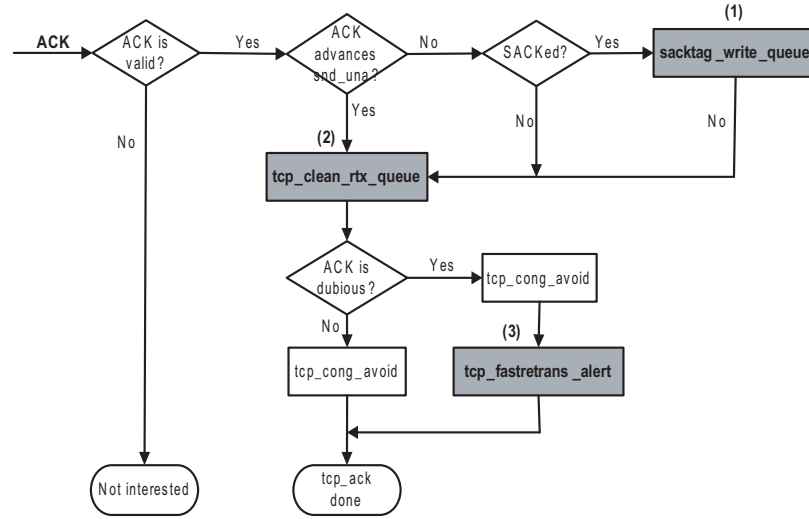 (1)
ACK
ACK is
valid?
Yes
ACK
advances
snd_una?
No
SACKed?
Yes
sacktag_write_queue
No
Yes
No
No
(2)
tcp_clean_rtx_queue
ACK is
dubious?
Yes
tcp_cong_avoid
No
(3)
tcp_cong_avoid
tcp_fastretrans_alert
Not interested
tcp_ack
done